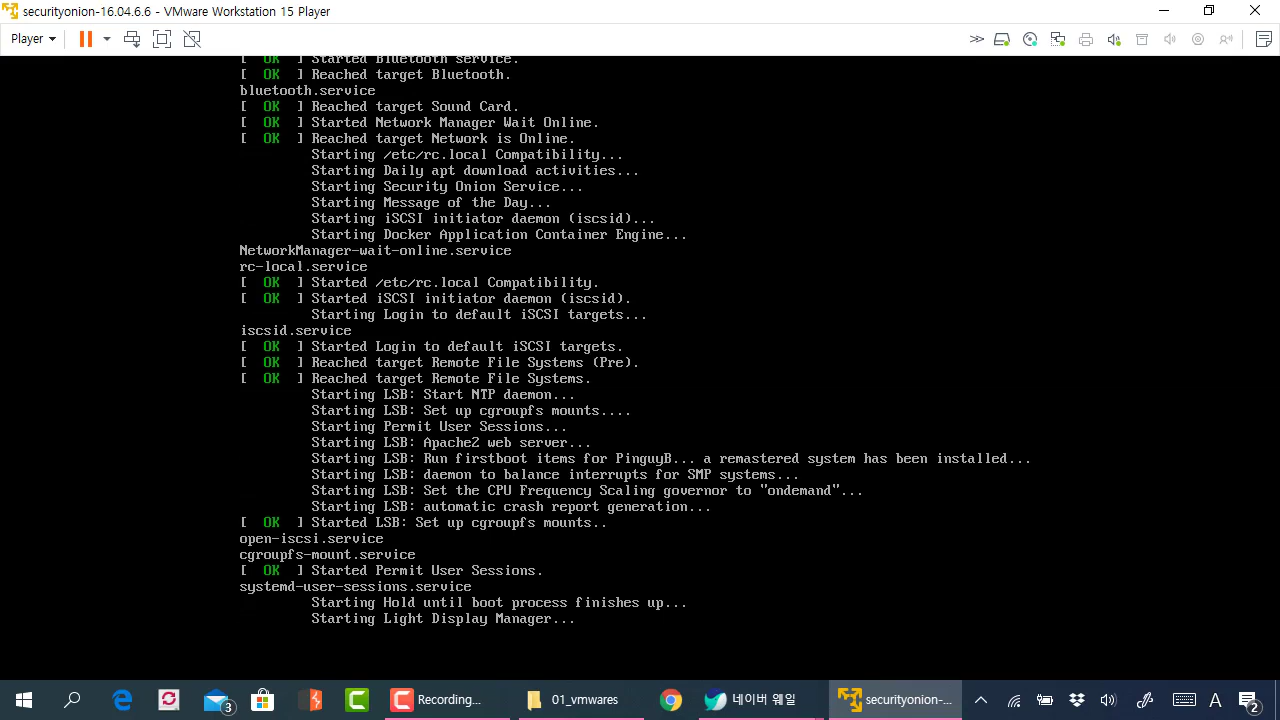 securityonion-16.04.6.6 - VMware Workstation 15 Player
Player
[  OK  ] Started Bluetooth service.
[  OK  ] Reached target Bluetooth.
bluetooth.service
[  OK  ] Reached target Sound Card.
[  OK  ] Started Network Manager Wait Online.
[  OK  ] Reached target Network is Online.
Starting /etc/rc.local Compatibility...
Starting Daily apt download activities...
Starting Security Onion Service...
Starting Message of the Day...
Starting iSCSI initiator daemon (iscsid)...
Starting Docker Application Container Engine...
NetworkManager-wait-online.service
rc-local.service
[  OK  ] Started /etc/rc.local Compatibility.
[  OK  ] Started iSCSI initiator daemon (iscsid).
Starting Login to default iSCSI targets...
iscsid.service
[  OK  ] Started Login to default iSCSI targets.
[  OK  ] Reached target Remote File Systems (Pre).
[  OK  ] Reached target Remote File Systems.
Starting LSB: Start NTP daemon...
Starting LSB: Set up cgroupfs mounts....
Starting Permit User Sessions...
Starting LSB: Apache2 web server...
Starting LSB: Run firstboot items for PinguyB... a remastered system has been installed...
Starting LSB: daemon to balance interrupts for SMP systems...
Starting LSB: Set the CPU Frequency Scaling governor to "ondemand"...
Starting LSB: automatic crash report generation...
[  OK  ] Started LSB: Set up cgroupfs mounts..
open-iscsi.service
cgroupfs-mount.service
[  OK  ] Started Permit User Sessions.
systemd-user-sessions.service
Starting Hold until boot process finishes up...
Starting Light Display Manager...
3
Recording...
01_vmwares
네이버 웨일
securityonion-...
A
2